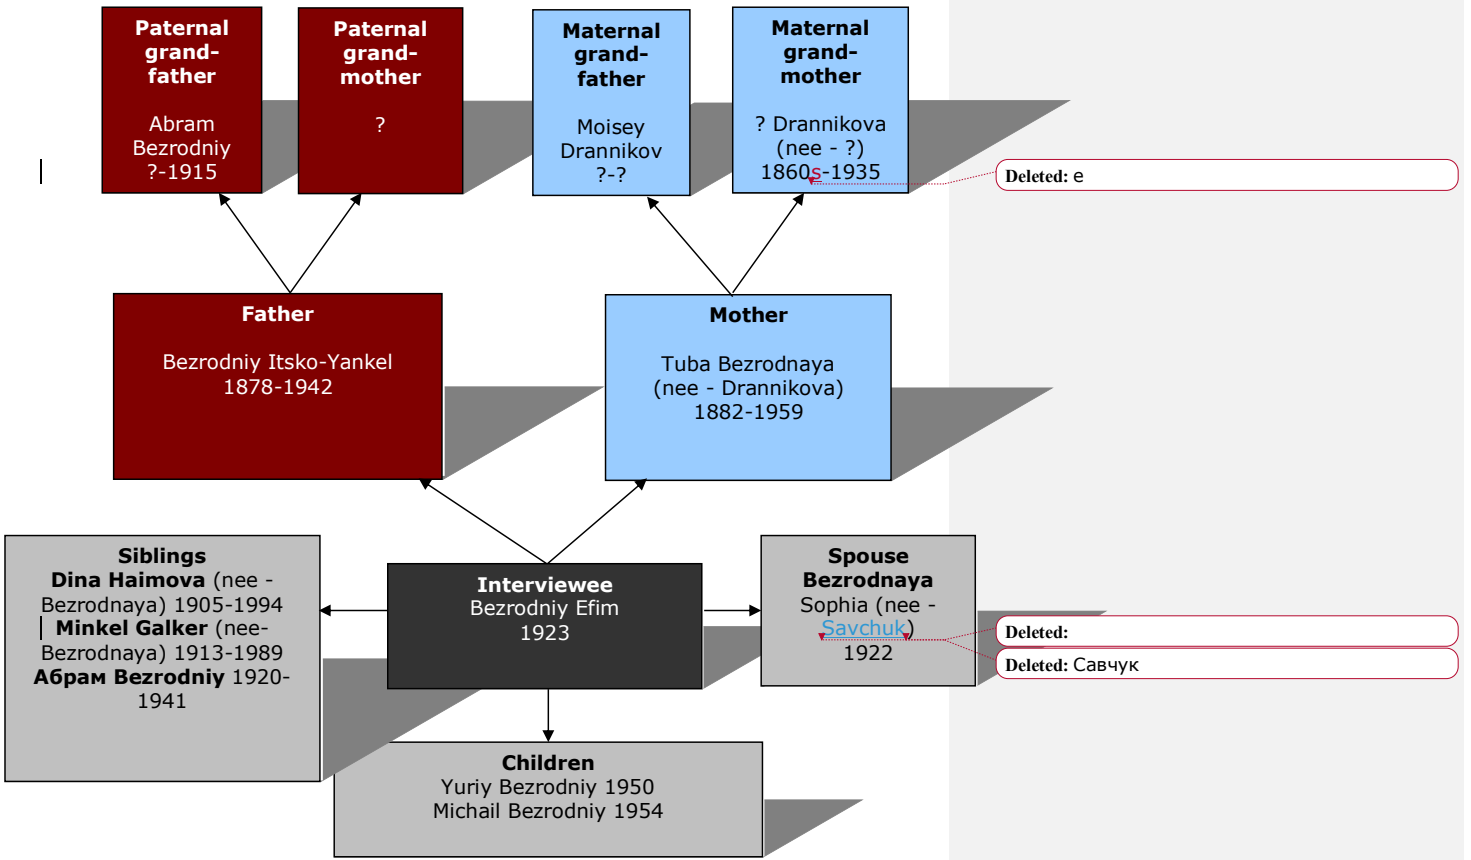 Paternal
grand-
father
Abram
Bezrodniy
?-1915
Paternal
grand-
mother
?
Maternal
grand-
father
Moisey
Drannikov
?-?
Maternal
grand-
mother
? Drannikova
(nee - ?)
1860s-1935
Deleted: е
Father
Bezrodniy Itsko-Yankel
1878-1942
Mother
Tuba Bezrodnaya
(nee - Drannikova)
1882-1959
Siblings
Dina Haimova (nee -
Bezrodnaya) 1905-1994
Minkel Galker (nee-
Bezrodnaya) 1913-1989
Абрам Bezrodniy 1920-
1941
Interviewee
Bezrodniy Efim
1923
Spouse
Bezrodnaya
Sophia (nee -
Savchuk)
1922
Deleted:
Deleted: Савчук
Children
Yuriy Bezrodniy 1950
Michail Bezrodniy 1954